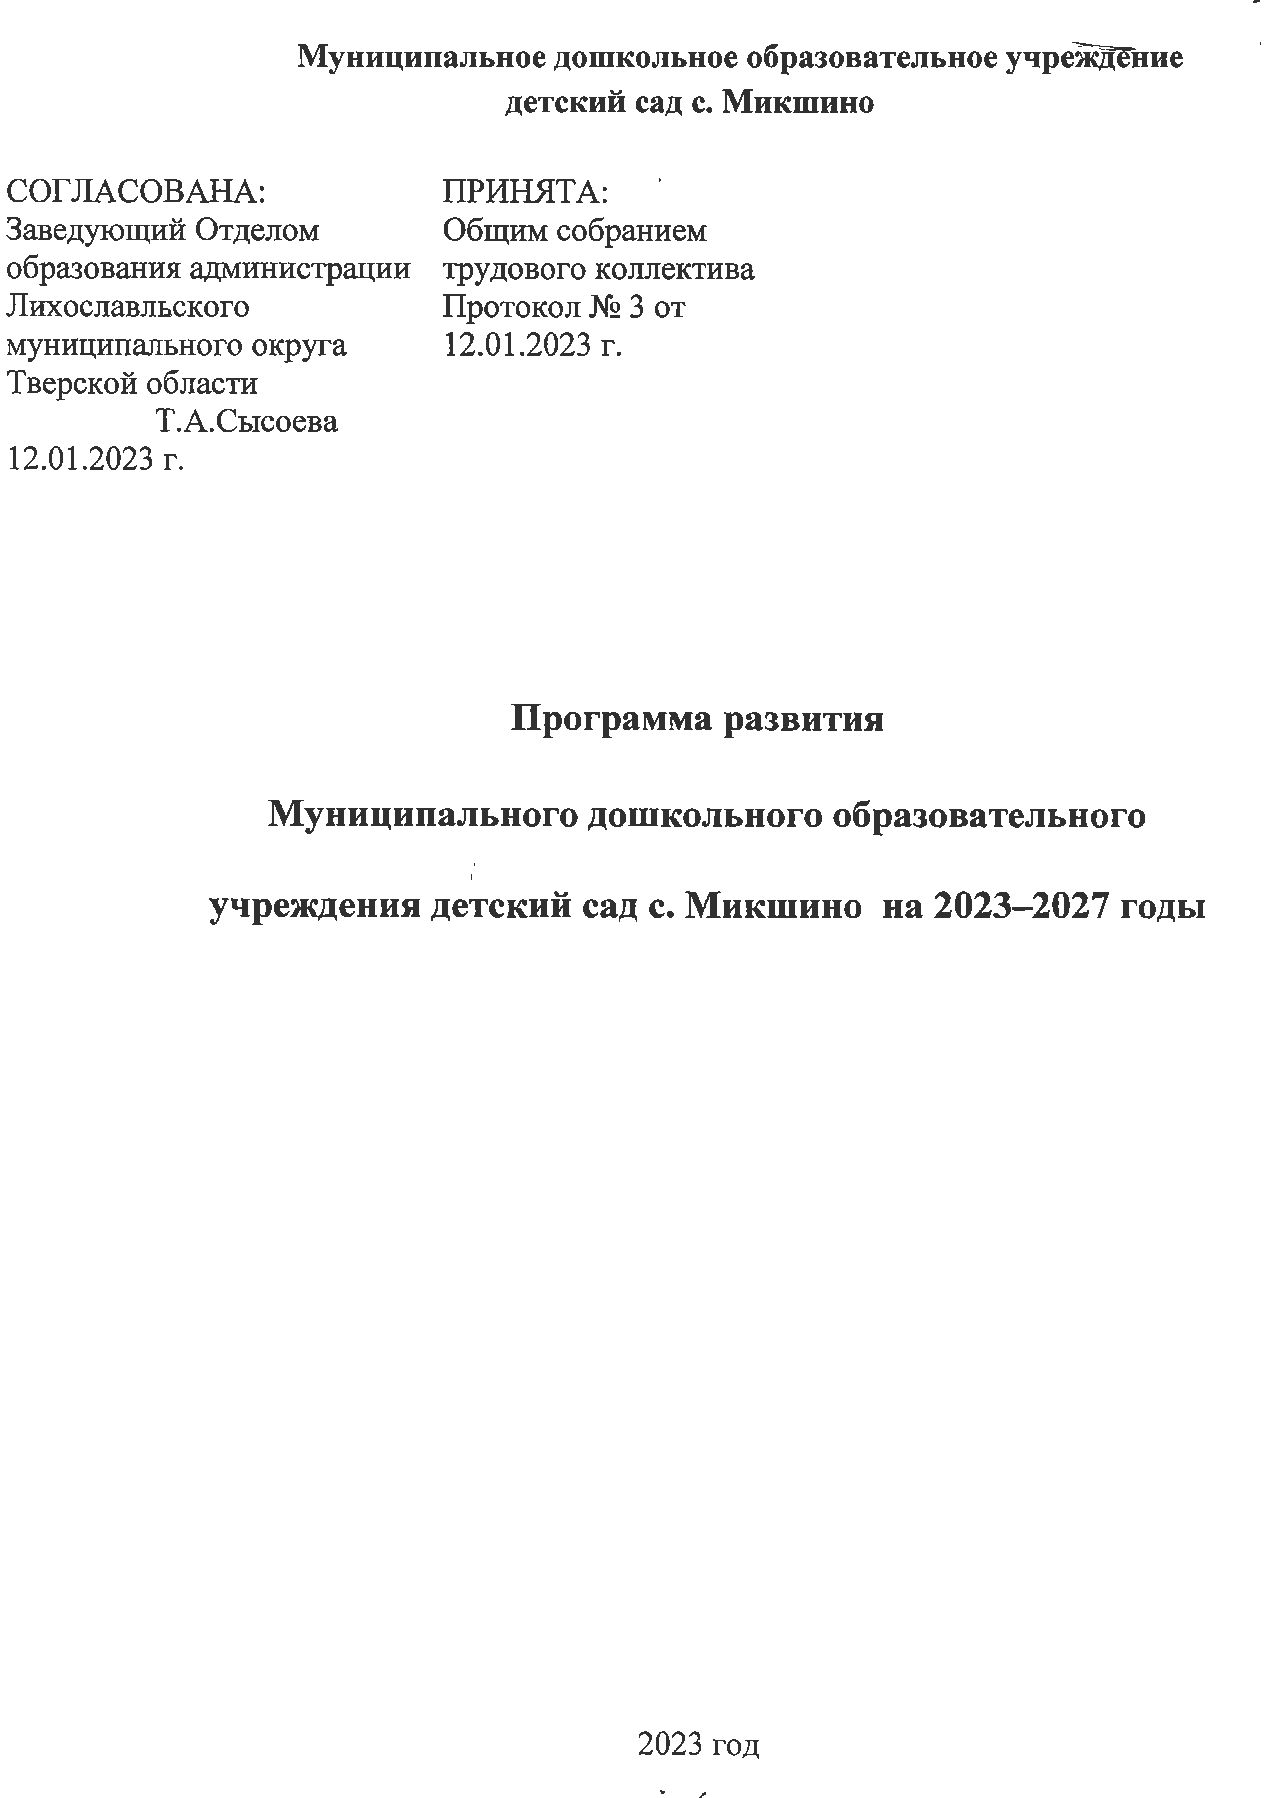 Муниципальное дошкольное образовательное учреждение
детский сад с. Микшино
СОГЛАСОВАНА:
Заведующий Отделом
образования администрации
Лихославльского
муниципального округа
Тверской области
Т.А.Сысоева
12.01.2023 г.
ПРИНЯТА:
Общим собранием
трудового коллектива
Протокол № 3 от
12.01.2023 г.
Программа развития
Муниципального дошкольного образовательного
учреждения детский сад с. Микшино на 2023–2027 годы
2023 год